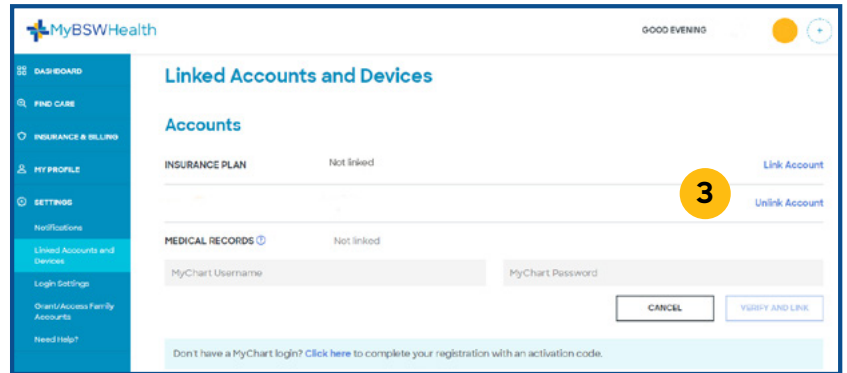 MyBSWHealth
GOOD EVENING
+
DASHBOARD
FIND CARE
INSURANCE & BILLING
MY PROFILE
SETTINGS
Notifications
Linked Accounts and
Devices
Login Settings
Grant/Access Family
Accounts
Need Help?
Linked Accounts and Devices
Accounts
INSURANCE PLAN Not linked Link Account
3 Unlink Account
MEDICAL RECORDS ? Not linked
MyChart Username MyChart Password
CANCEL VERIFY AND LINK
Don't have a MyChart login? Click here to complete your registration with an activation code.